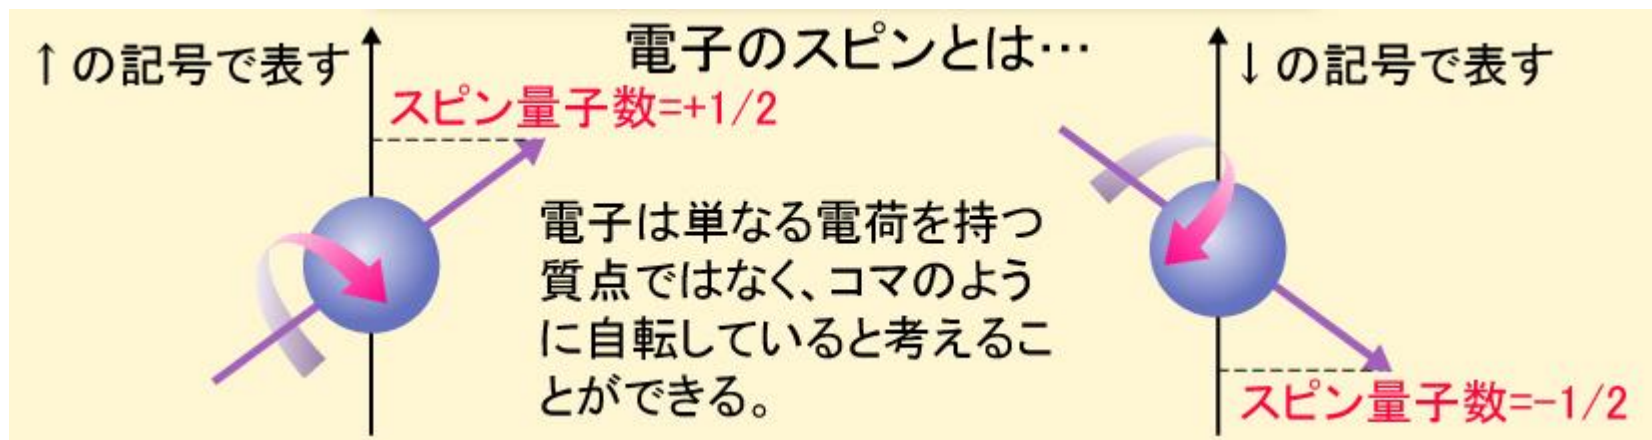 電子のスピンとは…
↑の記号で表す
スピン量子数=+1/2
電子は単なる電荷を持つ
質点ではなく、コマのよう
に自転していると考えるこ
とができる。
↓の記号で表す
スピン量子数=-1/2